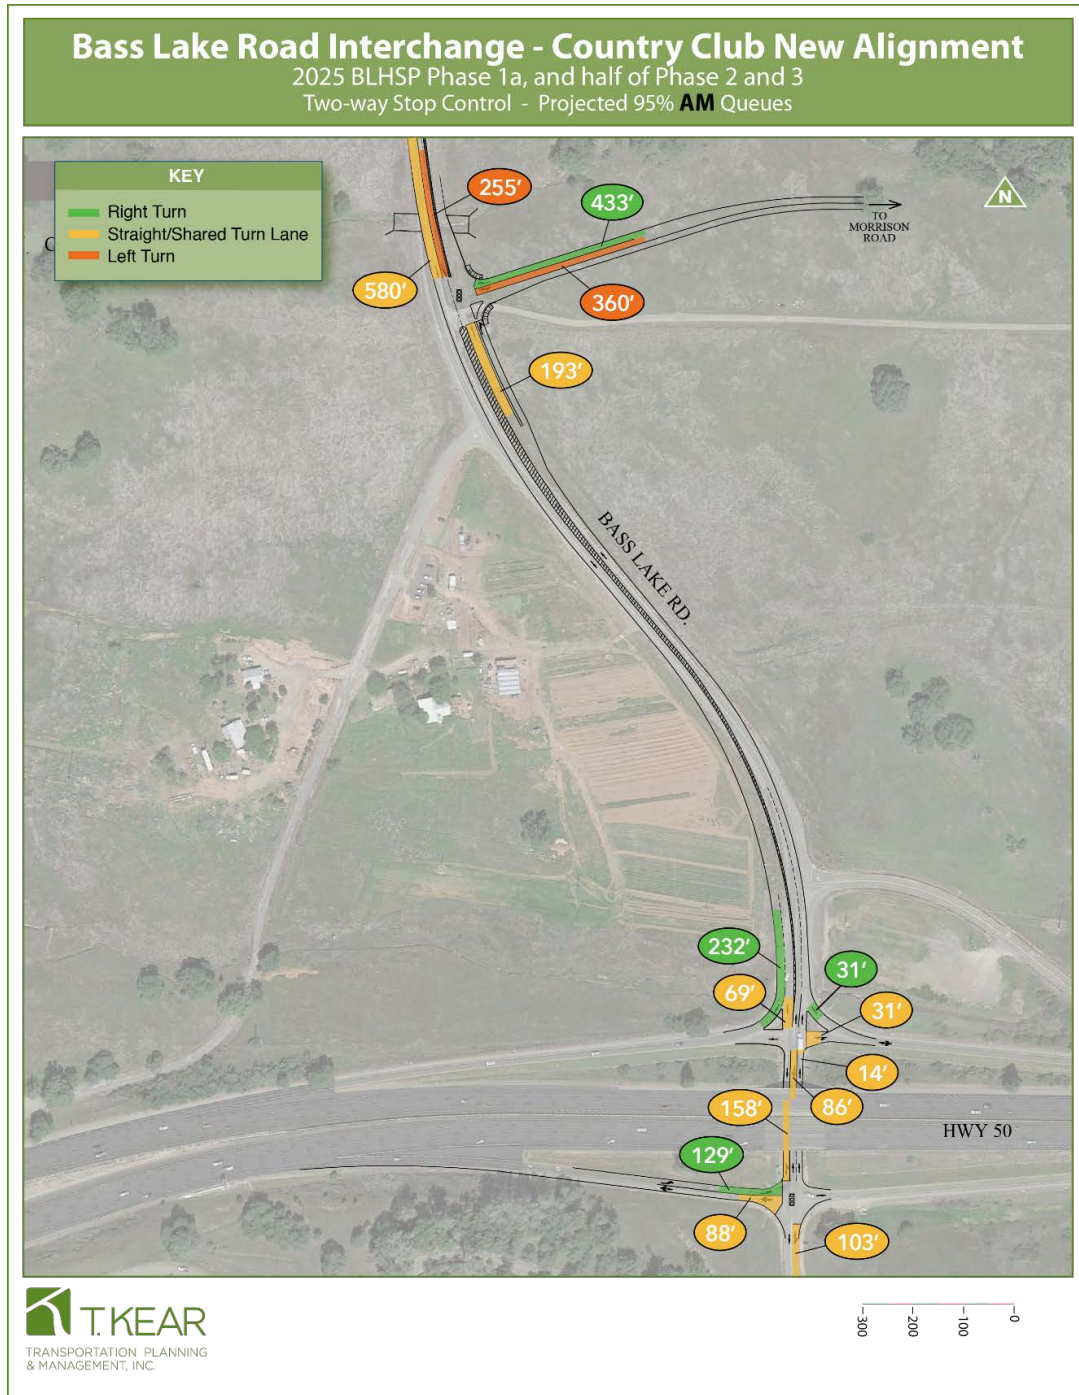 Bass Lake Road Interchange - Country Club New Alignment
2025 BLHSP Phase 1a, and half of Phase 2 and 3
Two-way Stop Control - Projected 95% AM Queues
KEY
Right Turn
Straight/Shared Turn Lane
Left Turn
C
255′
433′
TO
MORRISON
ROAD
N
580′
360′
193′
BASS LAKE RD.
232′
31′
69′
31′
14′
158′
86′
HWY 50
129′
88′
103′
T.KEAR
TRANSPORTATION PLANNING
& MANAGEMENT, INC.
300
200
100
0